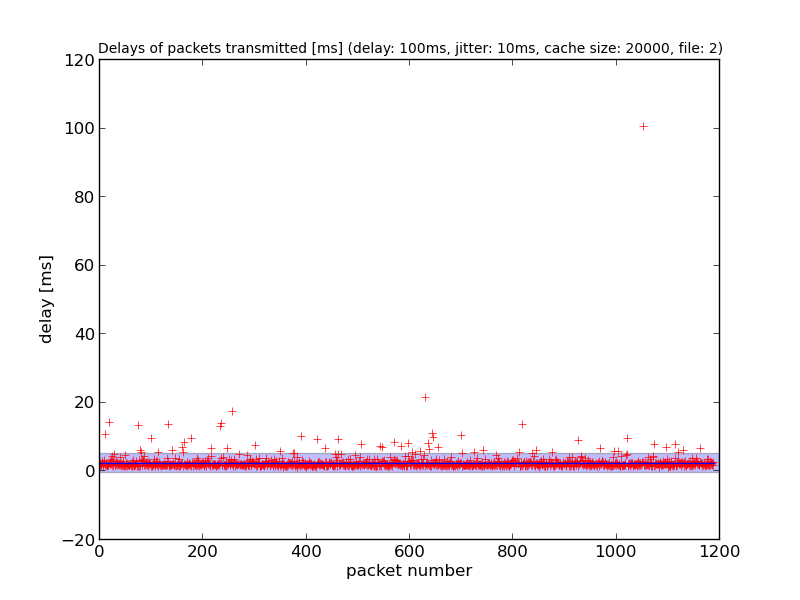 Delays of packets transmitted [ms] (delay: 100ms, jitter: 10ms, cache size: 20000, file: 2)
120
100
80
60
40
20
0
−20
delay [ms]
0 200 400 600 800 1000 1200
packet number